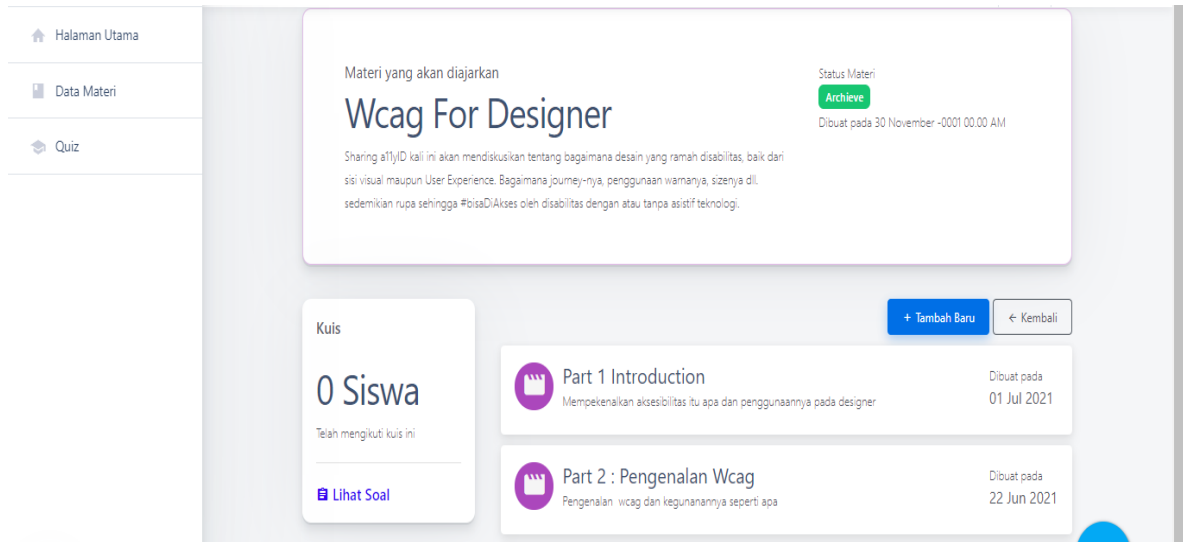 Halaman Utama
Data Materi
Quiz
Materi yang akan diajarkan
Wcag For Designer
Sharing a11yID kali ini akan mendiskusikan tentang bagaimana desain yang ramah disabilitas, baik dari
sisi visual maupun User Experience. Bagaimana journey-nya, penggunaan warnanya, sizenya dll.
sedemikian rupa sehingga #bisaDiAkses oleh disabilitas dengan atau tanpa asistif teknologi.
Status Materi
Archieve
Dibuat pada 30 November -0001 00.00 AM
Kuis
0 Siswa
Telah mengikuti kuis ini
Lihat Soal
+ Tambah Baru
← Kembali
Part 1 Introduction
Mempekenalkan aksesibilitas itu apa dan penggunaannya pada designer
Dibuat pada
01 Jul 2021
Part 2 : Pengenalan Wcag
Pengenalan wcag dan kegunanannya seperti apa
Dibuat pada
22 Jun 2021